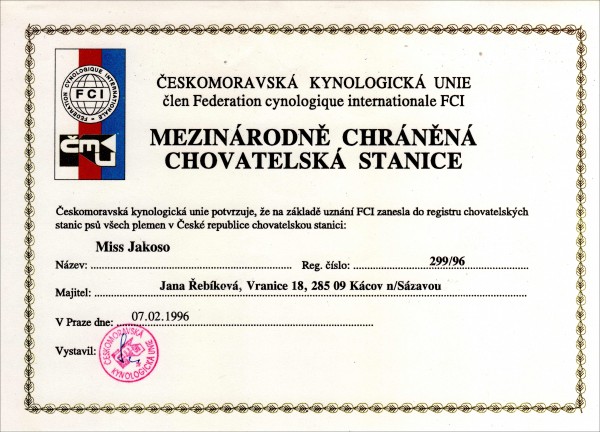 FEDERATION CYNOLOGIQUE INTERNATIONALE
FCI
ČMKU
ČESKOMORAVSKÁ KYNOLOGICKÁ UNIE
člen Federation cynologique internationale FCI
MEZINÁRODNĚ CHRÁNĚNÁ
CHOVATELSKÁ STANICE
Českomoravská kynologická unie potvrzuje, že na základě uznání FCI zanesla do registru chovatelských
stanic psů všech plemen v České republice chovatelskou stanici:
Název: Miss Jakoso Reg. číslo: 299/96
Majitel: Jana Řebíková, Vranice 18, 285 09 Kácov n/Sázavou
V Praze dne: 07.02.1996
Vystavil:
ČESKOMORAVSKÁ KYNOLOGICKÁ UNIE